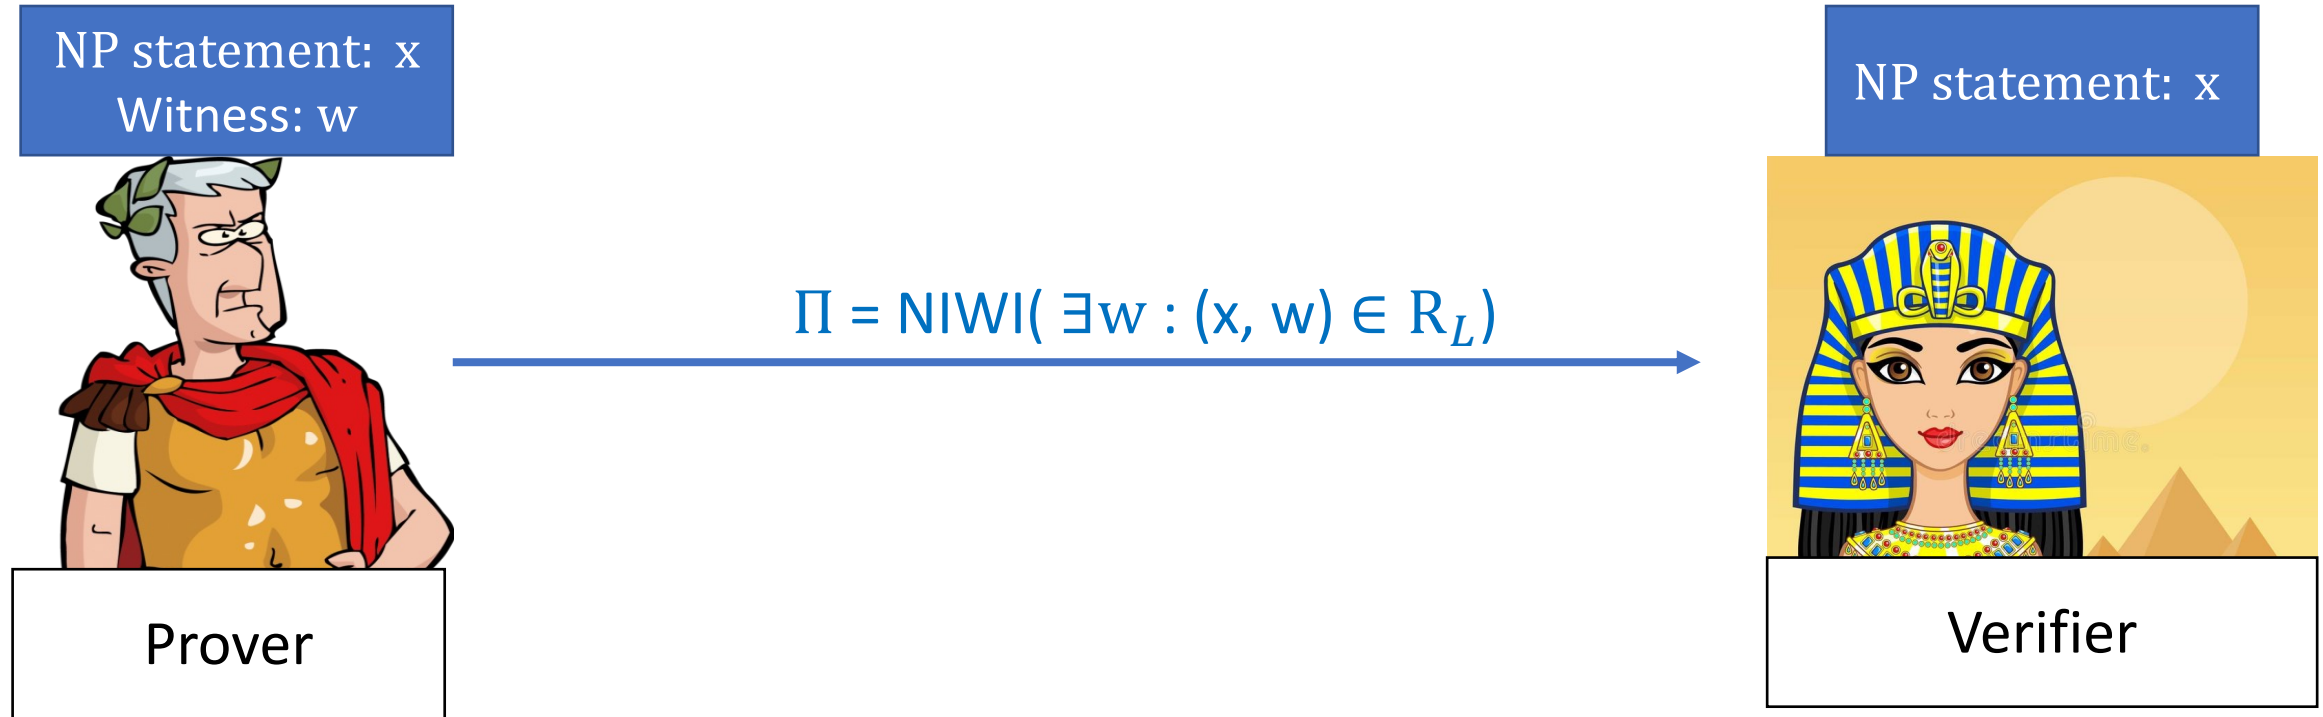 NP statement: x
Witness: w
NP statement: x
Π = NIWI( ∃w : (x, w) ∈ R_L)
Prover
Verifier